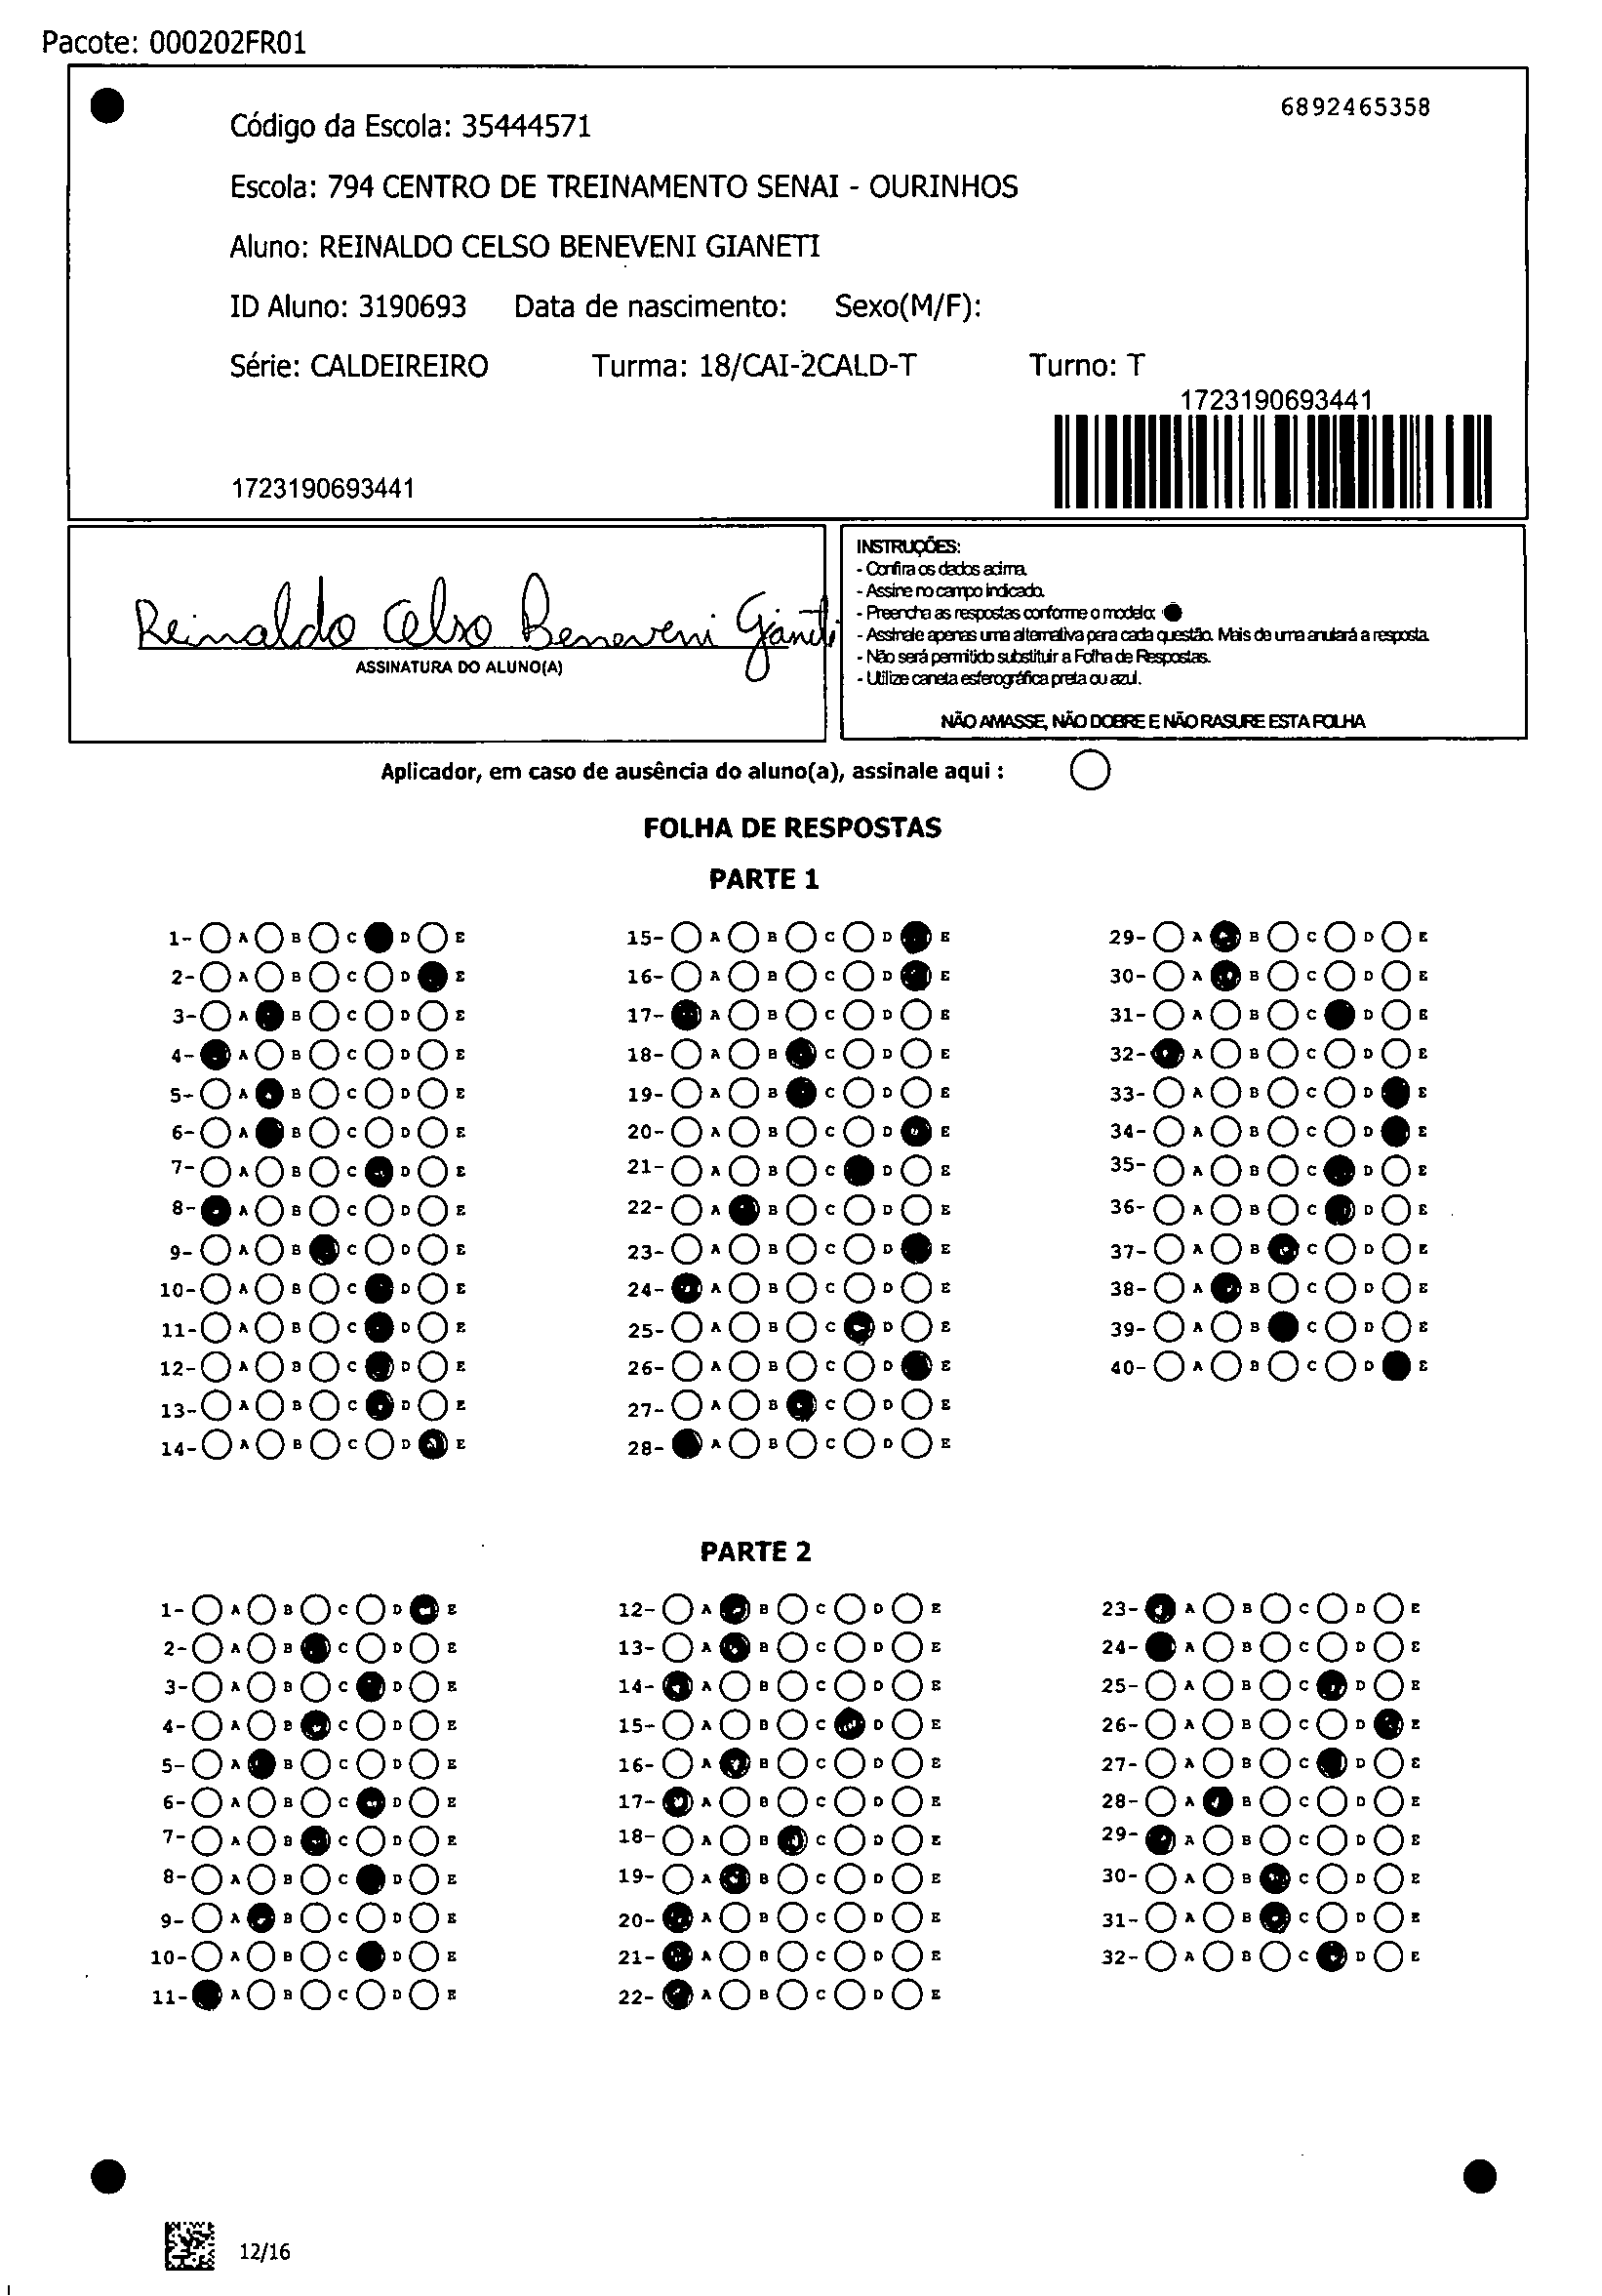 Pacote: 000202FR01
6892465358
Código da Escola: 35444571
Escola: 794 CENTRO DE TREINAMENTO SENAI - OURINHOS
Aluno: REINALDO CELSO BENEVENI GIANETI
ID Aluno: 3190693 Data de nascimento: Sexo(M/F):
Série: CALDEIREIRO Turma: 18/CAI-2CALD-T Turno: T
1723190693441
1723190693441
Reinaldo Celso Beneveni Gianeti
ASSINATURA DO ALUNO(A)
INSTRUÇÕES:
- Confira os dados acima.
- Assine no campo indicado.
- Preencha as respostas conforme o modelo:
- Assinale apenas uma alternativa para cada questão. Mais de uma anulará a resposta.
- Não será permitido substituir a Folha de Respostas.
- Utilize caneta esferográfica preta ou azul.
NÃO AMASSE, NÃO DOBRE E NÃO RASURE ESTA FOLHA
Aplicador, em caso de ausência do aluno(a), assinale aqui :
FOLHA DE RESPOSTAS
PARTE 1
1- A B C D E 15- A B C D E 29- A B C D E
2- A B C D E 16- A B C D E 30- A B C D E
3- A B C D E 17- A B C D E 31- A B C D E
4- A B C D E 18- A B C D E 32- A B C D E
5- A B C D E 19- A B C D E 33- A B C D E
6- A B C D E 20- A B C D E 34- A B C D E
7- A B C D E 21- A B C D E 35- A B C D E
8- A B C D E 22- A B C D E 36- A B C D E
9- A B C D E 23- A B C D E 37- A B C D E
10- A B C D E 24- A B C D E 38- A B C D E
11- A B C D E 25- A B C D E 39- A B C D E
12- A B C D E 26- A B C D E 40- A B C D E
13- A B C D E 27- A B C D E
14- A B C D E 28- A B C D E
PARTE 2
1- A B C D E 12- A B C D E 23- A B C D E
2- A B C D E 13- A B C D E 24- A B C D E
3- A B C D E 14- A B C D E 25- A B C D E
4- A B C D E 15- A B C D E 26- A B C D E
5- A B C D E 16- A B C D E 27- A B C D E
6- A B C D E 17- A B C D E 28- A B C D E
7- A B C D E 18- A B C D E 29- A B C D E
8- A B C D E 19- A B C D E 30- A B C D E
9- A B C D E 20- A B C D E 31- A B C D E
10- A B C D E 21- A B C D E 32- A B C D E
11- A B C D E 22- A B C D E
12/16